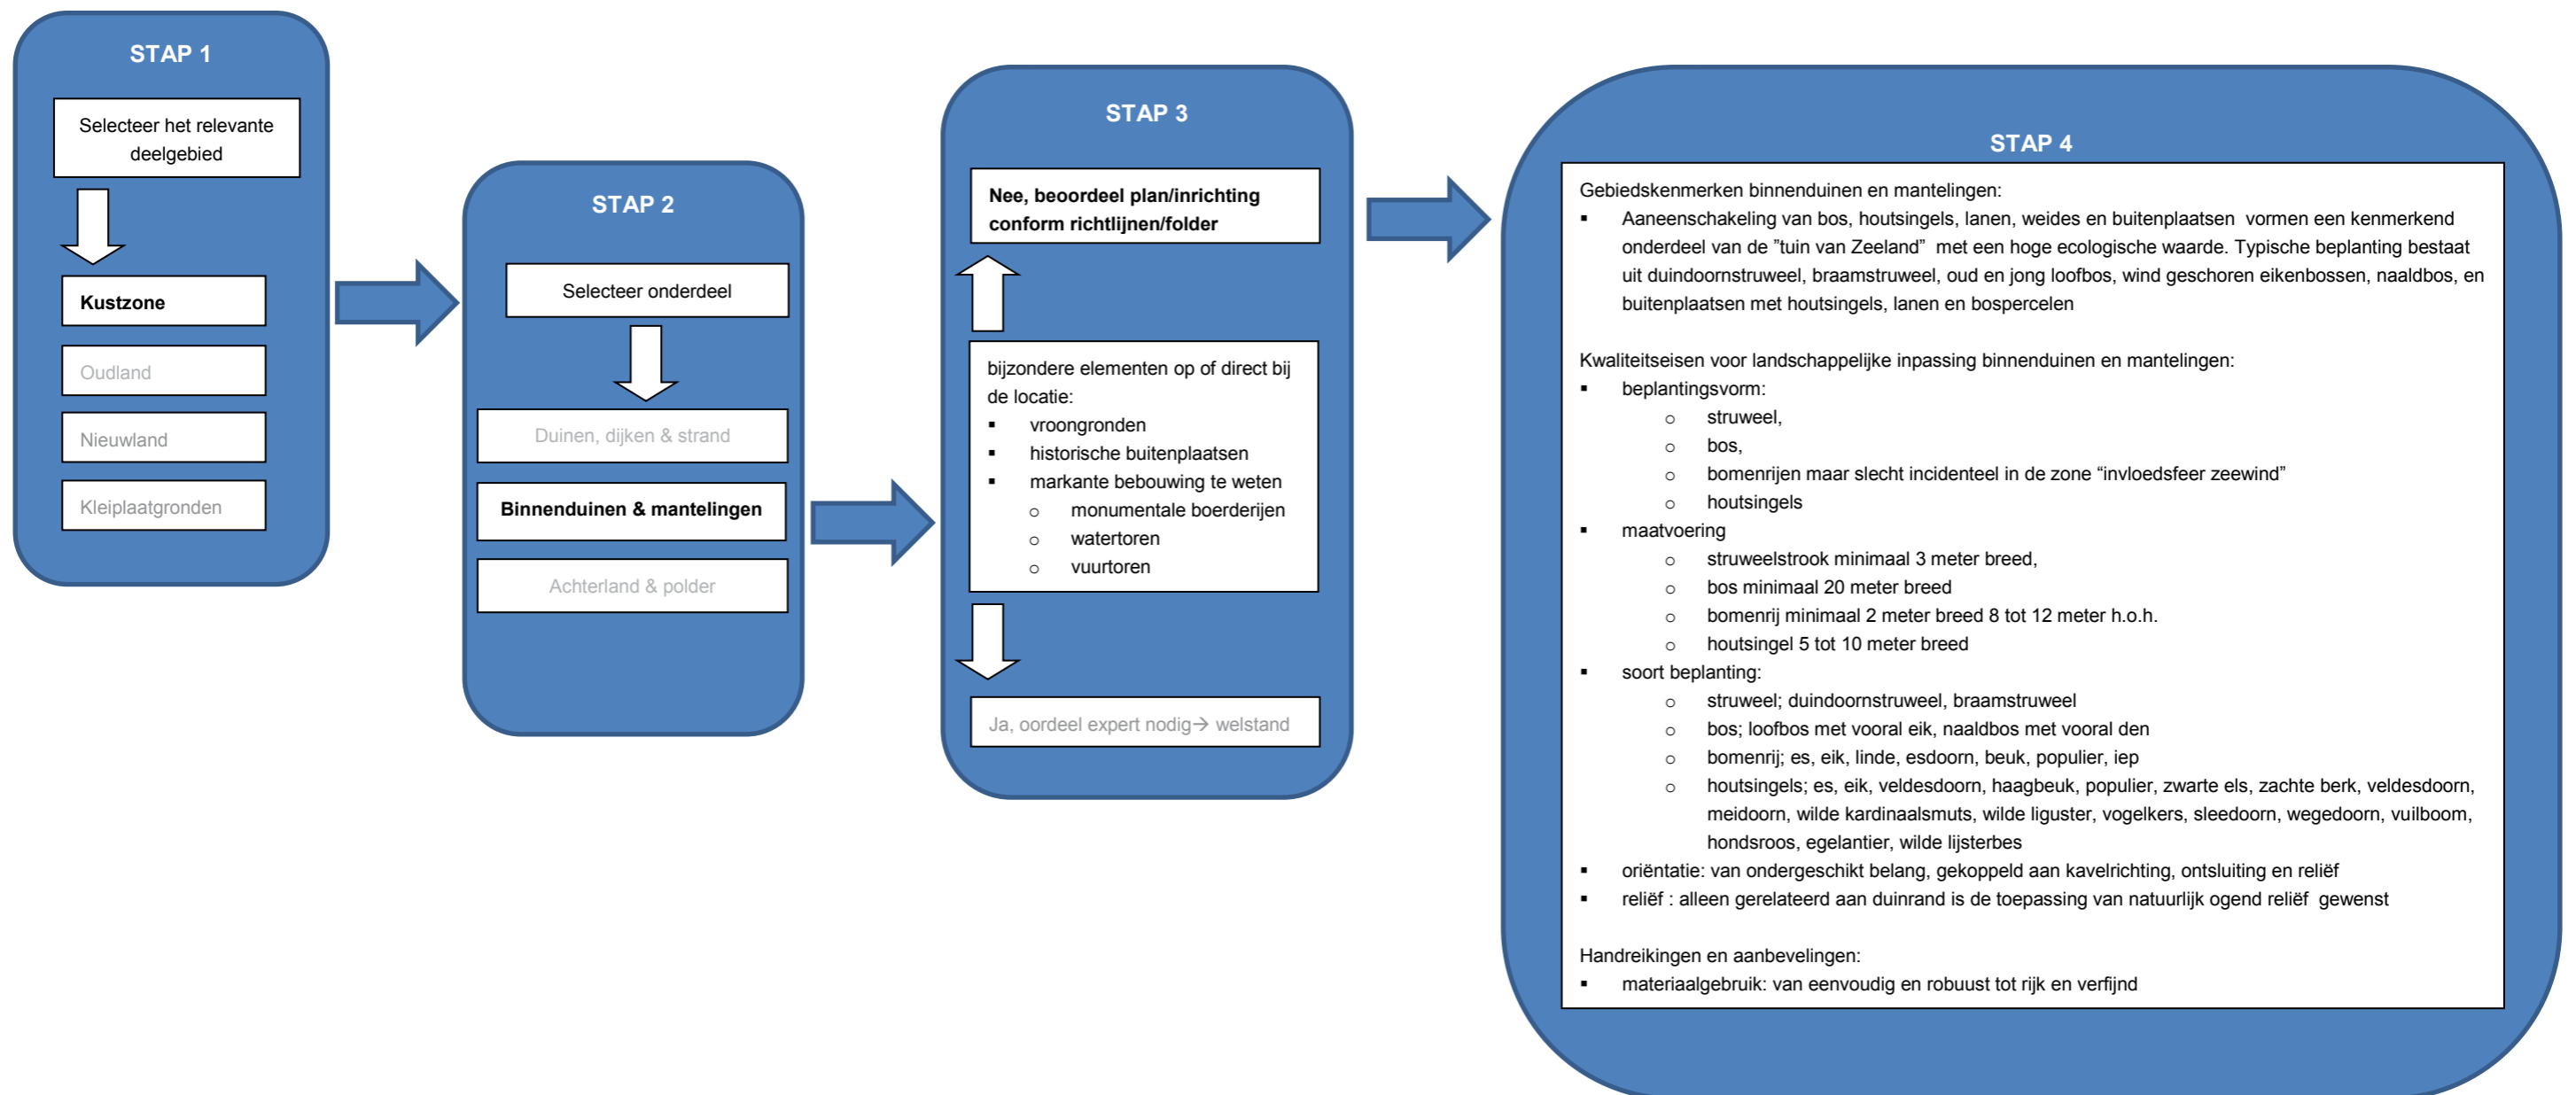 STAP 1
Selecteer het relevante
deelgebied
Kustzone
Oudland
Nieuwland
Kleiplaatgronden
STAP 2
Selecteer onderdeel
Duinen, dijken & strand
Binnenduinen & mantelingen
Achterland & polder
STAP 3
Nee, beoordeel plan/inrichting
conform richtlijnen/folder
bijzondere elementen op of direct bij
de locatie:
▪ vroongronden
▪ historische buitenplaatsen
▪ markante bebouwing te weten
o monumentale boerderijen
o watertoren
o vuurtoren
Ja, oordeel expert nodig→ welstand
STAP 4
Gebiedskenmerken binnenduinen en mantelingen:
▪ Aaneenschakeling van bos, houtsingels, lanen, weides en buitenplaatsen vormen een kenmerkend
onderdeel van de ”tuin van Zeeland” met een hoge ecologische waarde. Typische beplanting bestaat
uit duindoornstruweel, braamstruweel, oud en jong loofbos, wind geschoren eikenbossen, naaldbos, en
buitenplaatsen met houtsingels, lanen en bospercelen
Kwaliteitseisen voor landschappelijke inpassing binnenduinen en mantelingen:
▪ beplantingsvorm:
o struweel,
o bos,
o bomenrijen maar slecht incidenteel in de zone “invloedsfeer zeewind”
o houtsingels
▪ maatvoering
o struweelstrook minimaal 3 meter breed,
o bos minimaal 20 meter breed
o bomenrij minimaal 2 meter breed 8 tot 12 meter h.o.h.
o houtsingel 5 tot 10 meter breed
▪ soort beplanting:
o struweel; duindoornstruweel, braamstruweel
o bos; loofbos met vooral eik, naaldbos met vooral den
o bomenrij; es, eik, linde, esdoorn, beuk, populier, iep
o houtsingels; es, eik, veldesdoorn, haagbeuk, populier, zwarte els, zachte berk, veldesdoorn,
meidoorn, wilde kardinaalsmuts, wilde liguster, vogelkers, sleedoorn, wegedoorn, vuilboom,
hondsroos, egelantier, wilde lijsterbes
▪ oriëntatie: van ondergeschikt belang, gekoppeld aan kavelrichting, ontsluiting en reliëf
▪ reliëf : alleen gerelateerd aan duinrand is de toepassing van natuurlijk ogend reliëf gewenst
Handreikingen en aanbevelingen:
▪ materiaalgebruik: van eenvoudig en robuust tot rijk en verfijnd